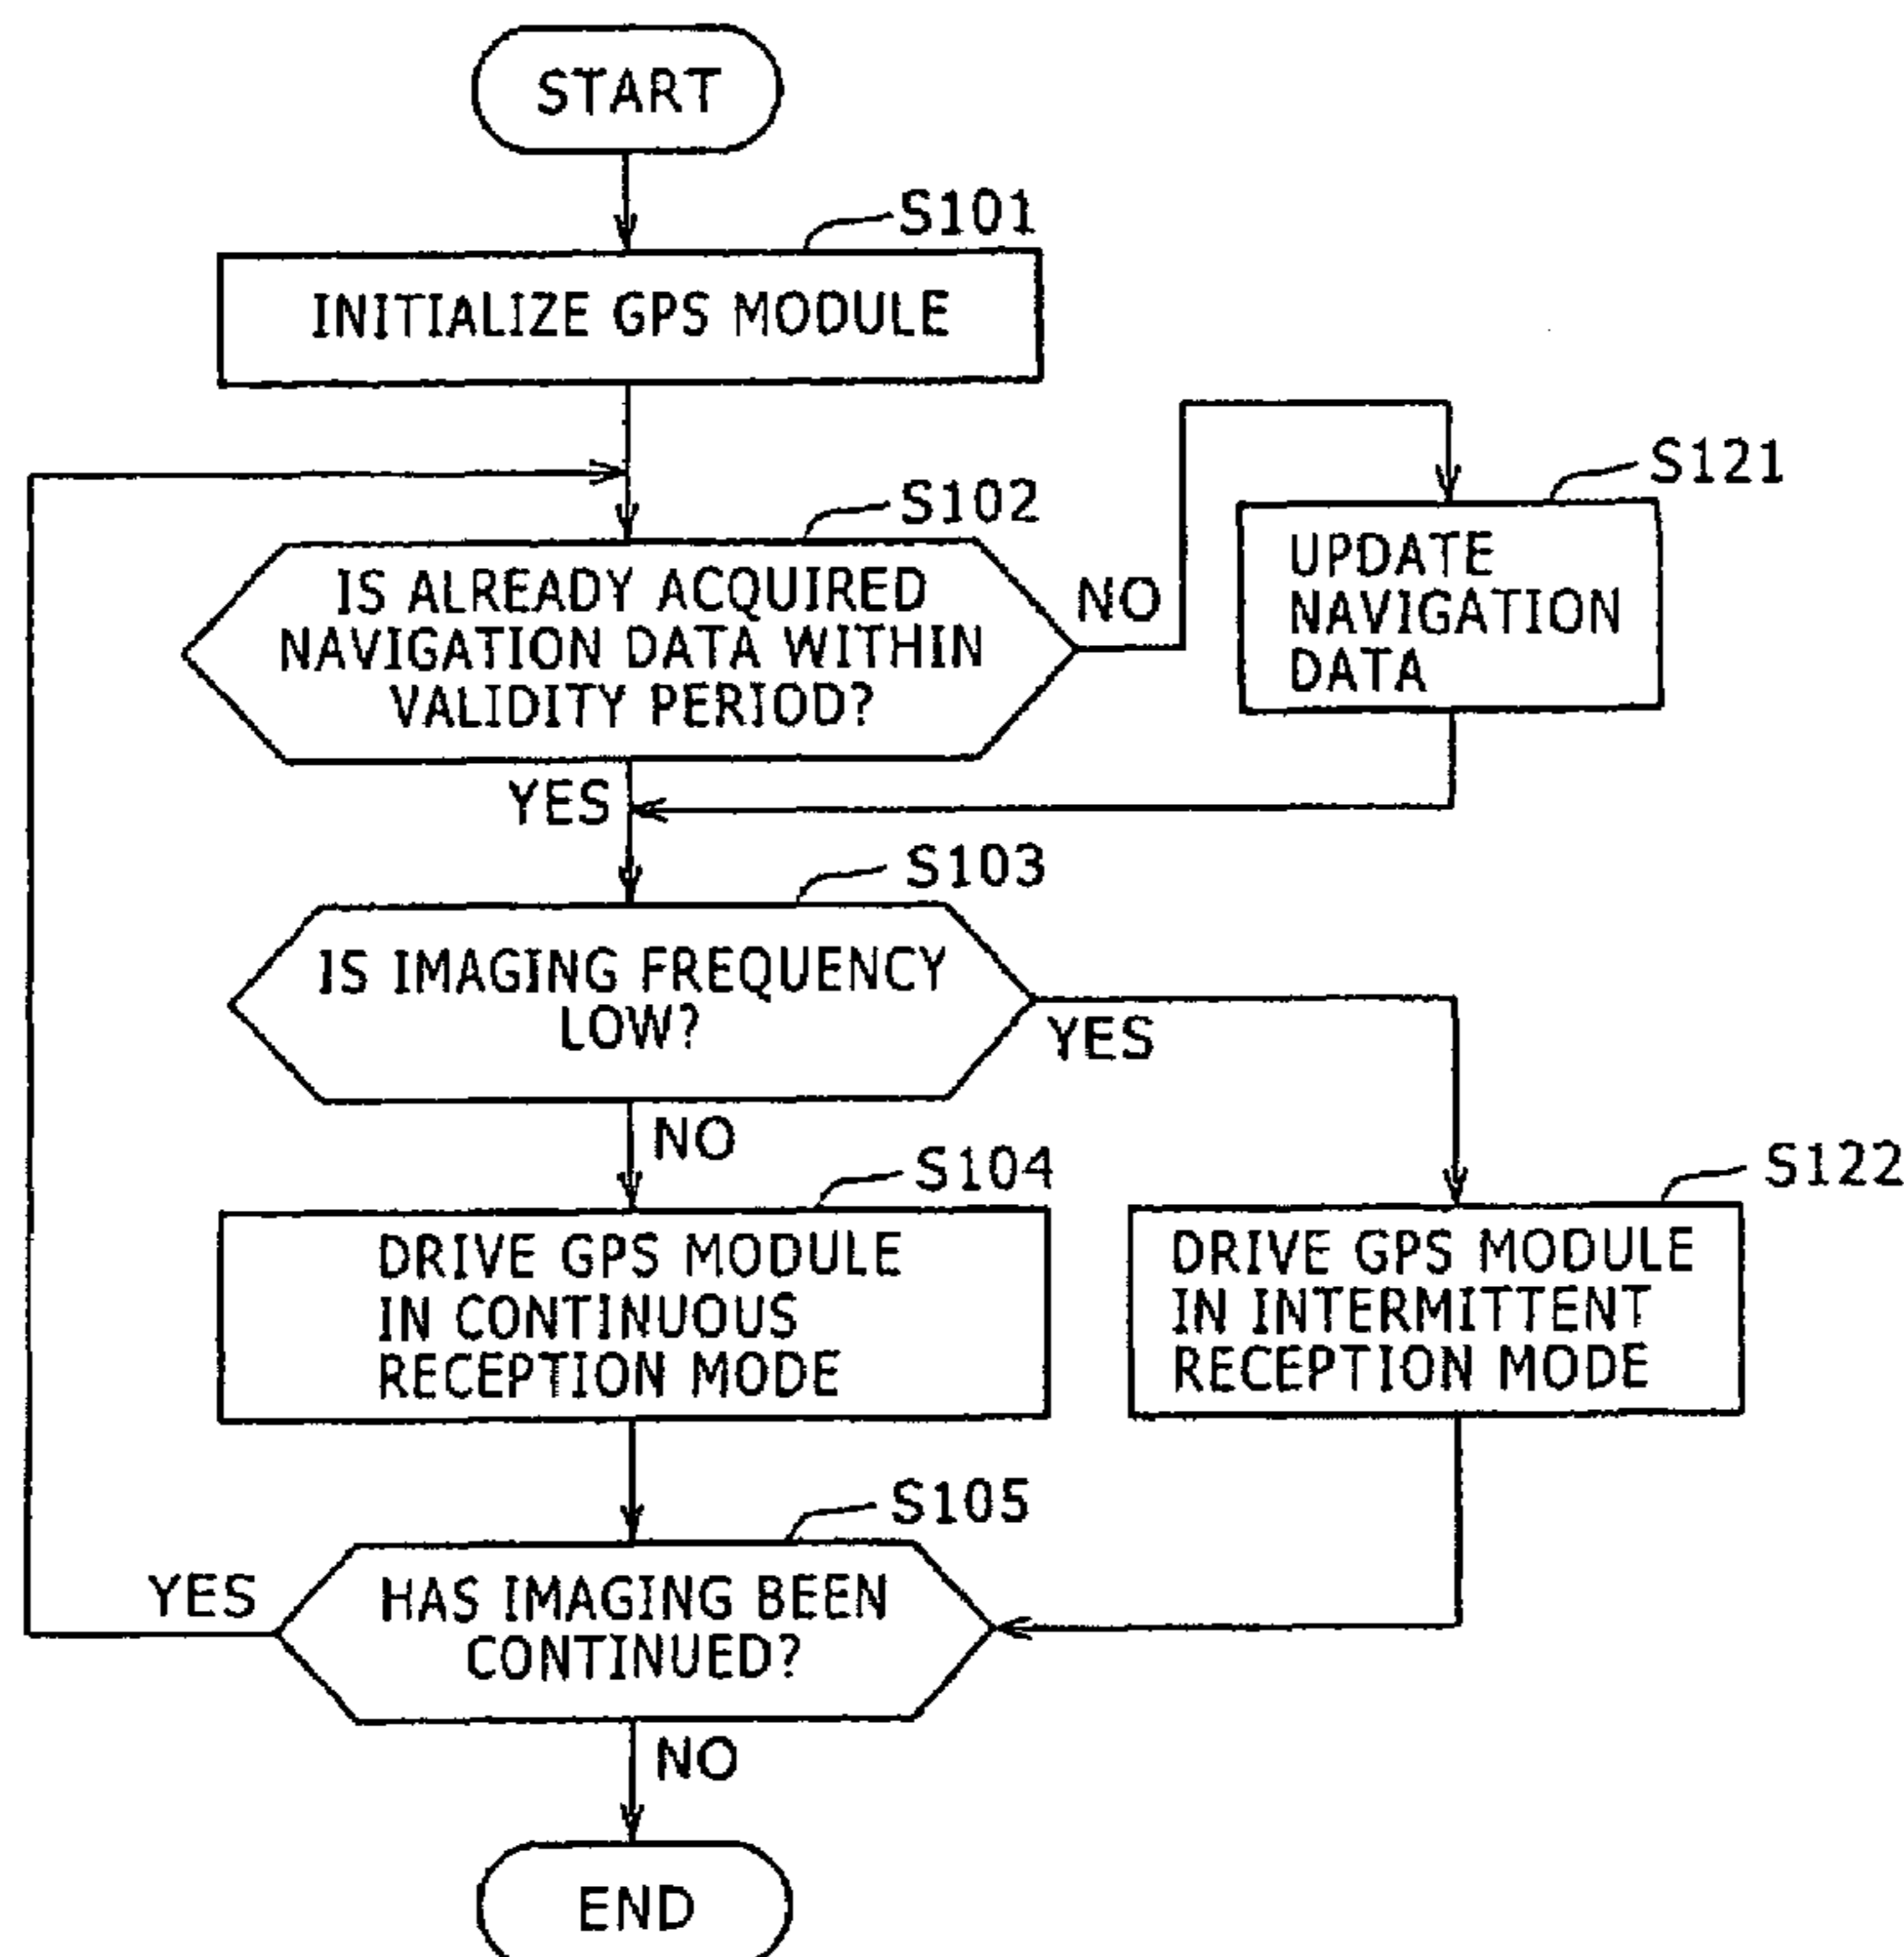 START
S101
INITIALIZE GPS MODULE
S102
IS ALREADY ACQUIRED
NAVIGATION DATA WITHIN
VALIDITY PERIOD?
NO
S121
UPDATE
NAVIGATION
DATA
YES
S103
IS IMAGING FREQUENCY
LOW?
YES
NO
S104
DRIVE GPS MODULE
IN CONTINUOUS
RECEPTION MODE
S122
DRIVE GPS MODULE
IN INTERMITTENT
RECEPTION MODE
S105
HAS IMAGING BEEN
CONTINUED?
YES
NO
END